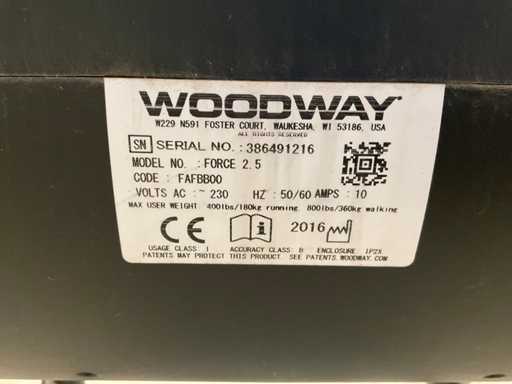 WOODWAY
W229 N591 FOSTER COURT, WAUKESHA, WI 53186, USA
ALL RIGHTS RESERVED
SN SERIAL NO.:386491216
MODEL NO. :FORCE 2.5
CODE : FAFBB00
VOLTS AC : ~ 230 HZ : 50/60 AMPS : 10
MAX USER WEIGHT: 400lbs/180kg running, 800lbs/360kg walking
CE i 2016
USAGE CLASS: I ACCURACY CLASS: B ENCLOSURE: IP2X
PATENTS MAY PROTECT THIS PRODUCT. SEE PATENTS.WOODWAY.COM